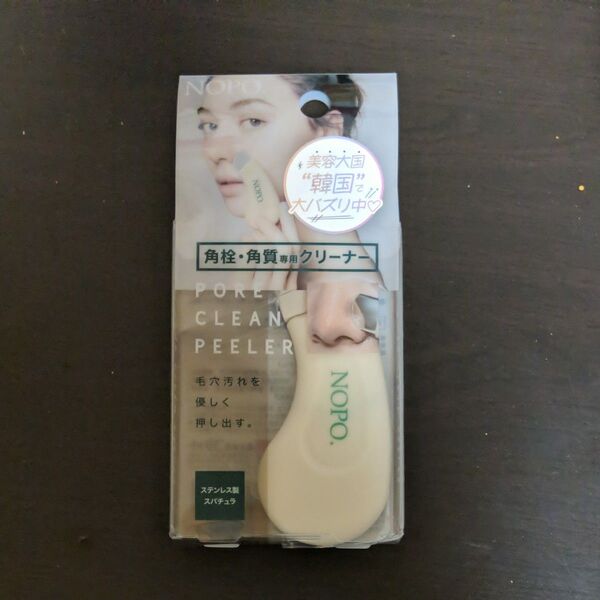 NOPO.
美容大国
“韓国”で
大バズり中♡
NOPO.
角栓・角質専用クリーナー
PORE
CLEAN
PEELER
毛穴汚れを
優しく
押し出す。
NOPO.
ステンレス製
スパチュラ